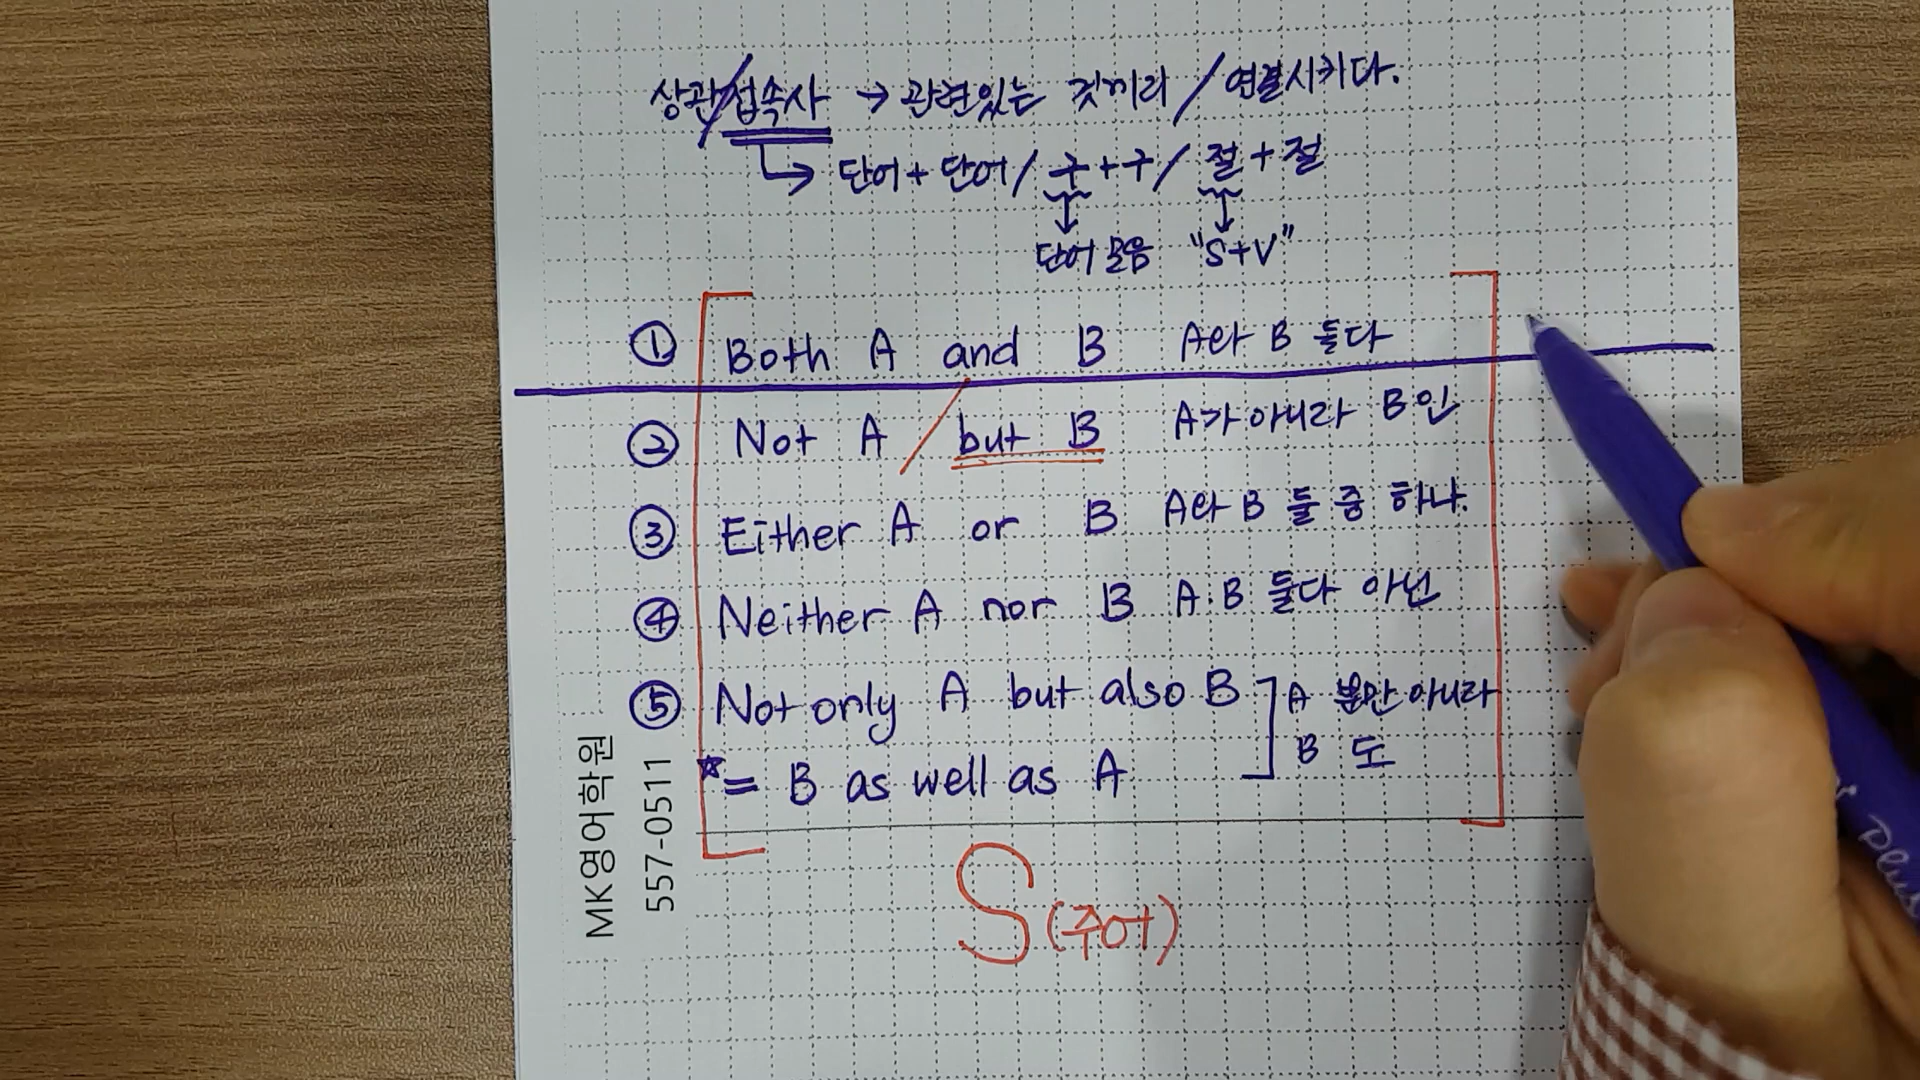 상관/접속사 → 관련있는 것끼리 / 연결시키다.
↳ 단어 + 단어 / 구 + 구 / 절 + 절
↓ ↓
단어 모음 "S+V"
① Both A and B A와 B 둘다
② Not A / but B A가 아니라 B인
③ Either A or B A와 B 둘 중 하나.
④ Neither A nor B A·B 둘다 아닌
⑤ Not only A but also B ] A 뿐만 아니라
*= B as well as A B 도
S (주어)
MK영어학원
557-0511
Plus